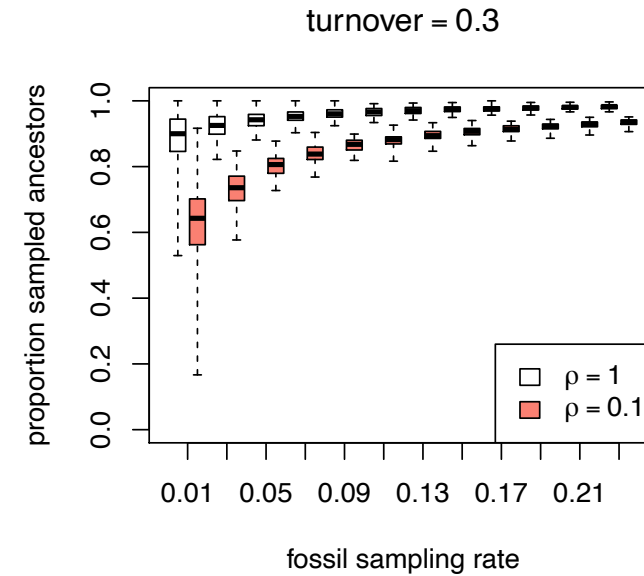 turnover = 0.3
proportion sampled ancestors
1.0
0.8
0.6
0.4
0.2
0.0
ρ = 1
ρ = 0.1
0.01 0.05 0.09 0.13 0.17 0.21
fossil sampling rate